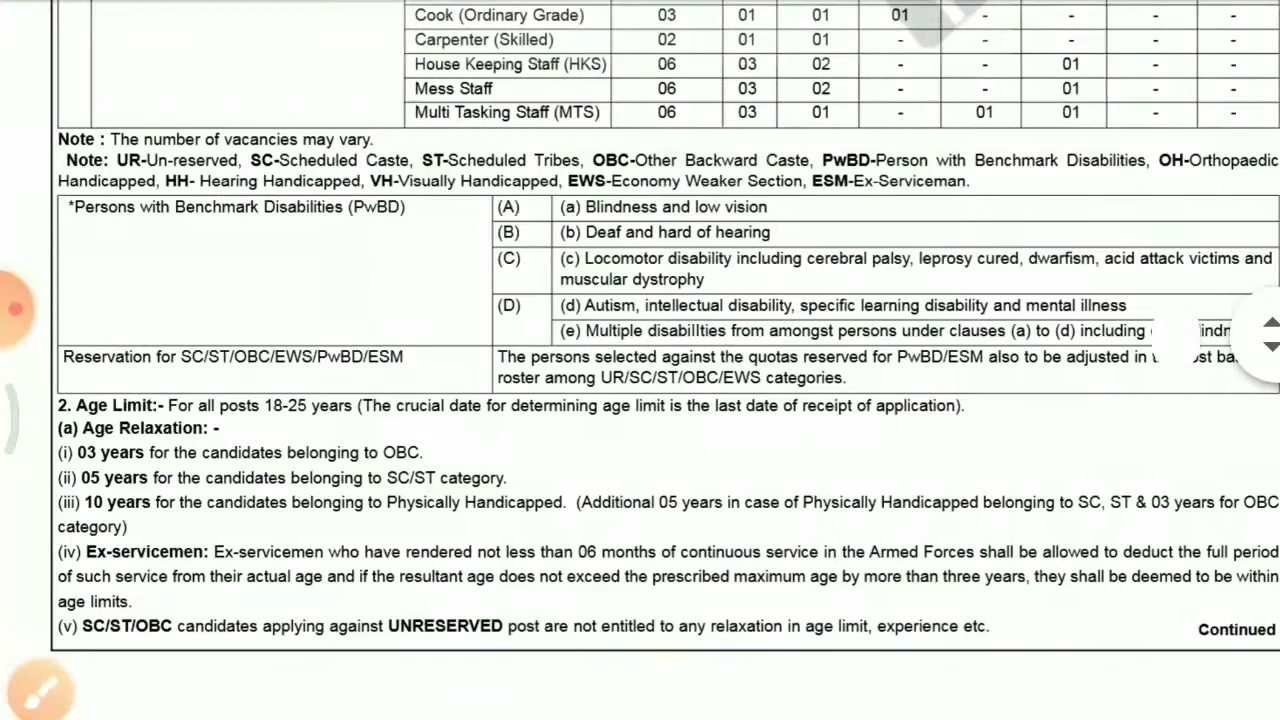 Cook (Ordinary Grade) 03 01 01 01 - - - -
Carpenter (Skilled) 02 01 01 - - - - -
House Keeping Staff (HKS) 06 03 02 - - 01 - -
Mess Staff 06 03 02 - - 01 - -
Multi Tasking Staff (MTS) 06 03 01 - 01 01 - -
Note : The number of vacancies may vary.
Note: UR-Un-reserved, SC-Scheduled Caste, ST-Scheduled Tribes, OBC-Other Backward Caste, PwBD-Person with Benchmark Disabilities, OH-Orthopaedic
Handicapped, HH- Hearing Handicapped, VH-Visually Handicapped, EWS-Economy Weaker Section, ESM-Ex-Serviceman.
*Persons with Benchmark Disabilities (PwBD) (A) (a) Blindness and low vision
(B) (b) Deaf and hard of hearing
(C) (c) Locomotor disability including cerebral palsy, leprosy cured, dwarfism, acid attack victims and
muscular dystrophy
(D) (d) Autism, intellectual disability, specific learning disability and mental illness
(e) Multiple disabilIties from amongst persons under clauses (a) to (d) including
Reservation for SC/ST/OBC/EWS/PwBD/ESM The persons selected against the quotas reserved for PwBD/ESM also to be adjusted in
roster among UR/SC/ST/OBC/EWS categories.
2. Age Limit:- For all posts 18-25 years (The crucial date for determining age limit is the last date of receipt of application).
(a) Age Relaxation: -
(i) 03 years for the candidates belonging to OBC.
(ii) 05 years for the candidates belonging to SC/ST category.
(iii) 10 years for the candidates belonging to Physically Handicapped. (Additional 05 years in case of Physically Handicapped belonging to SC, ST & 03 years for OBC
category)
(iv) Ex-servicemen: Ex-servicemen who have rendered not less than 06 months of continuous service in the Armed Forces shall be allowed to deduct the full period
of such service from their actual age and if the resultant age does not exceed the prescribed maximum age by more than three years, they shall be deemed to be within
age limits.
(v) SC/ST/OBC candidates applying against UNRESERVED post are not entitled to any relaxation in age limit, experience etc.
Continued